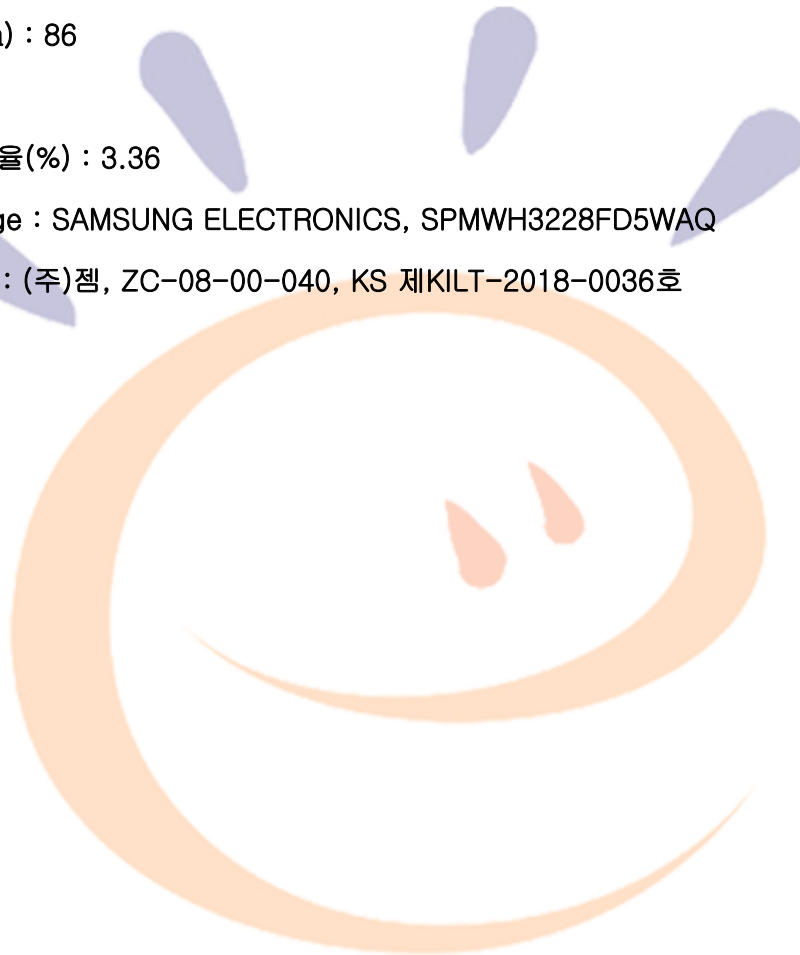 ) : 86
율(%) : 3.36
ge : SAMSUNG ELECTRONICS, SPMWH3228FD5WAQ
: (주)젬, ZC-08-00-040, KS 제KILT-2018-0036호